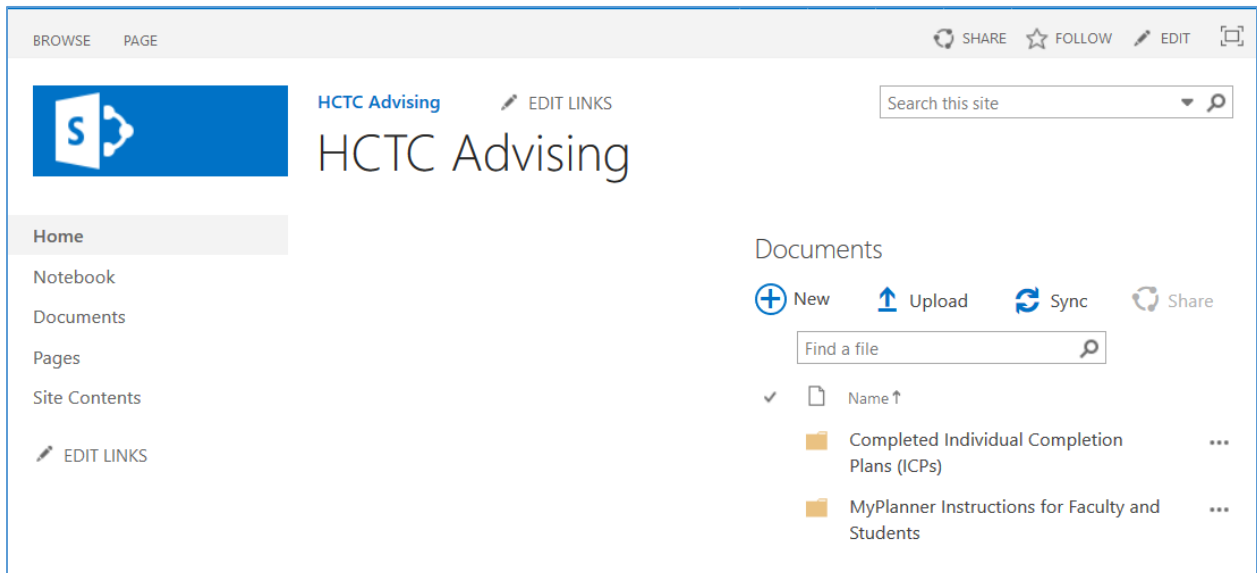 BROWSE PAGE SHARE FOLLOW EDIT
S
HCTC Advising EDIT LINKS Search this site
HCTC Advising
Home
Notebook
Documents
Pages
Site Contents
EDIT LINKS
Documents
New Upload Sync Share
Find a file
Name
Completed Individual Completion
Plans (ICPs)
MyPlanner Instructions for Faculty and
Students